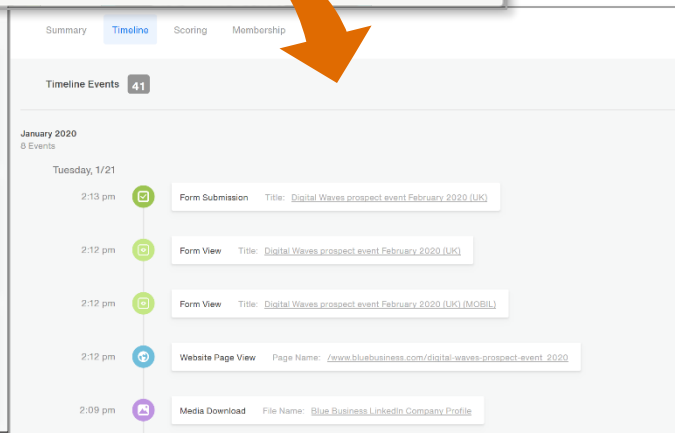 Summary Timeline Scoring Membership
Timeline Events 41
January 2020
8 Events
Tuesday, 1/21
2:13 pm Form Submission Title: Digital Waves prospect event February 2020 (UK)
2:12 pm Form View Title: Digital Waves prospect event February 2020 (UK)
2:12 pm Form View Title: Digital Waves prospect event February 2020 (UK) (MOBIL)
2:12 pm Website Page View Page Name: /www.bluebusiness.com/digital-waves-prospect-event_2020
2:09 pm Media Download File Name: Blue Business LinkedIn Company Profile